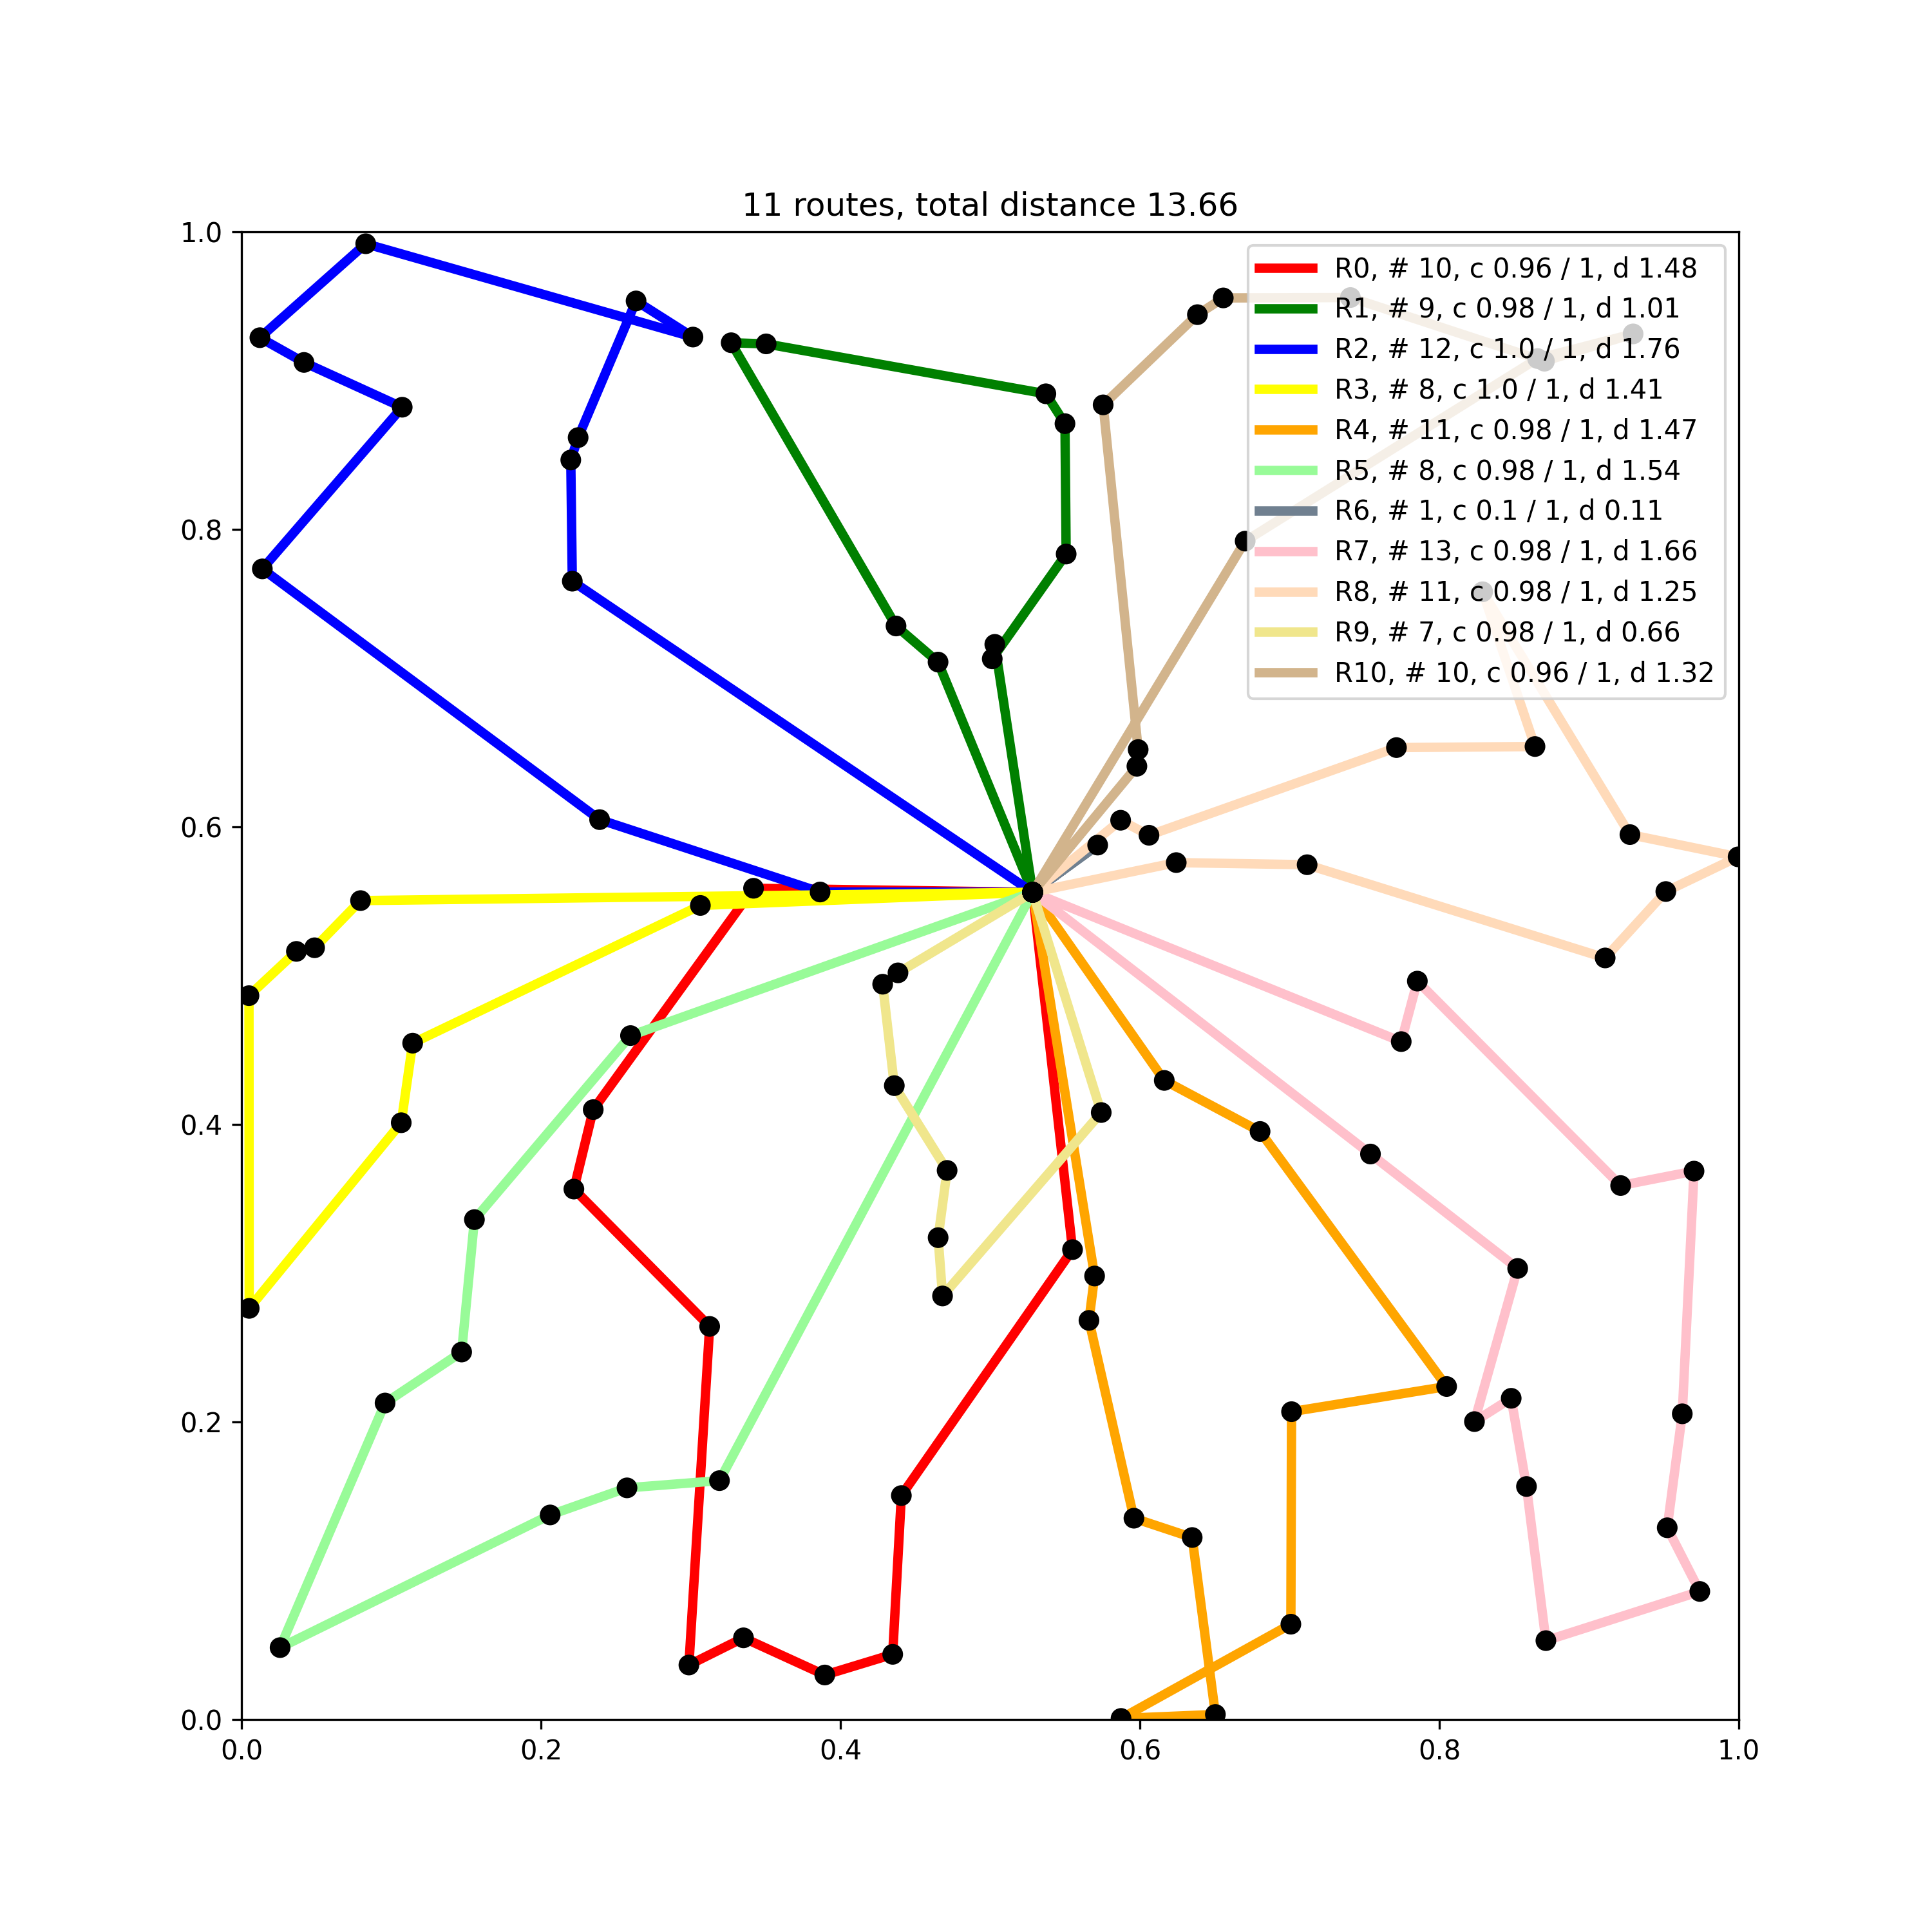 11 routes, total distance 13.66
1.0
0.8
0.6
0.4
0.2
0.0
0.0 0.2 0.4 0.6 0.8 1.0
R0, # 10, c 0.96 / 1, d 1.48
R1, # 9, c 0.98 / 1, d 1.01
R2, # 12, c 1.0 / 1, d 1.76
R3, # 8, c 1.0 / 1, d 1.41
R4, # 11, c 0.98 / 1, d 1.47
R5, # 8, c 0.98 / 1, d 1.54
R6, # 1, c 0.1 / 1, d 0.11
R7, # 13, c 0.98 / 1, d 1.66
R8, # 11, c 0.98 / 1, d 1.25
R9, # 7, c 0.98 / 1, d 0.66
R10, # 10, c 0.96 / 1, d 1.32